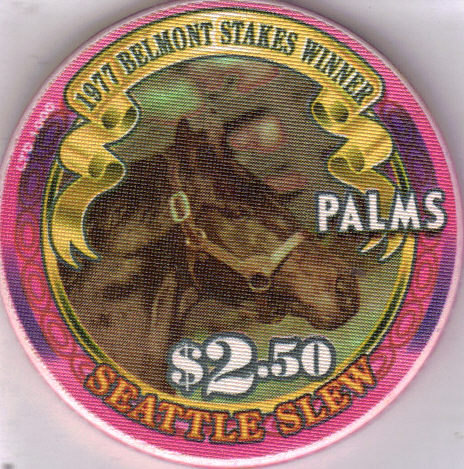 1977 BELMONT STAKES WINNER
PALMS
$2.50
SEATTLE SLEW